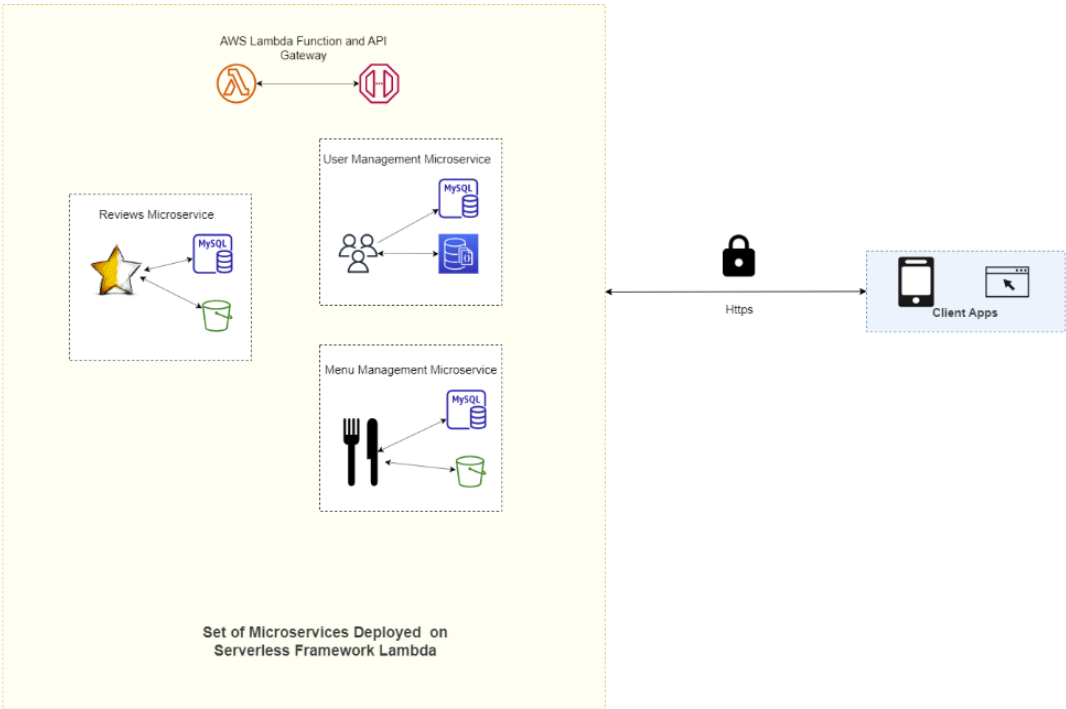 AWS Lambda Function and API
Gateway
User Management Microservice
MySQL
Reviews Microservice
MySQL
{}
Https
Client Apps
Menu Management Microservice
MySQL
Set of Microservices Deployed on
Serverless Framework Lambda